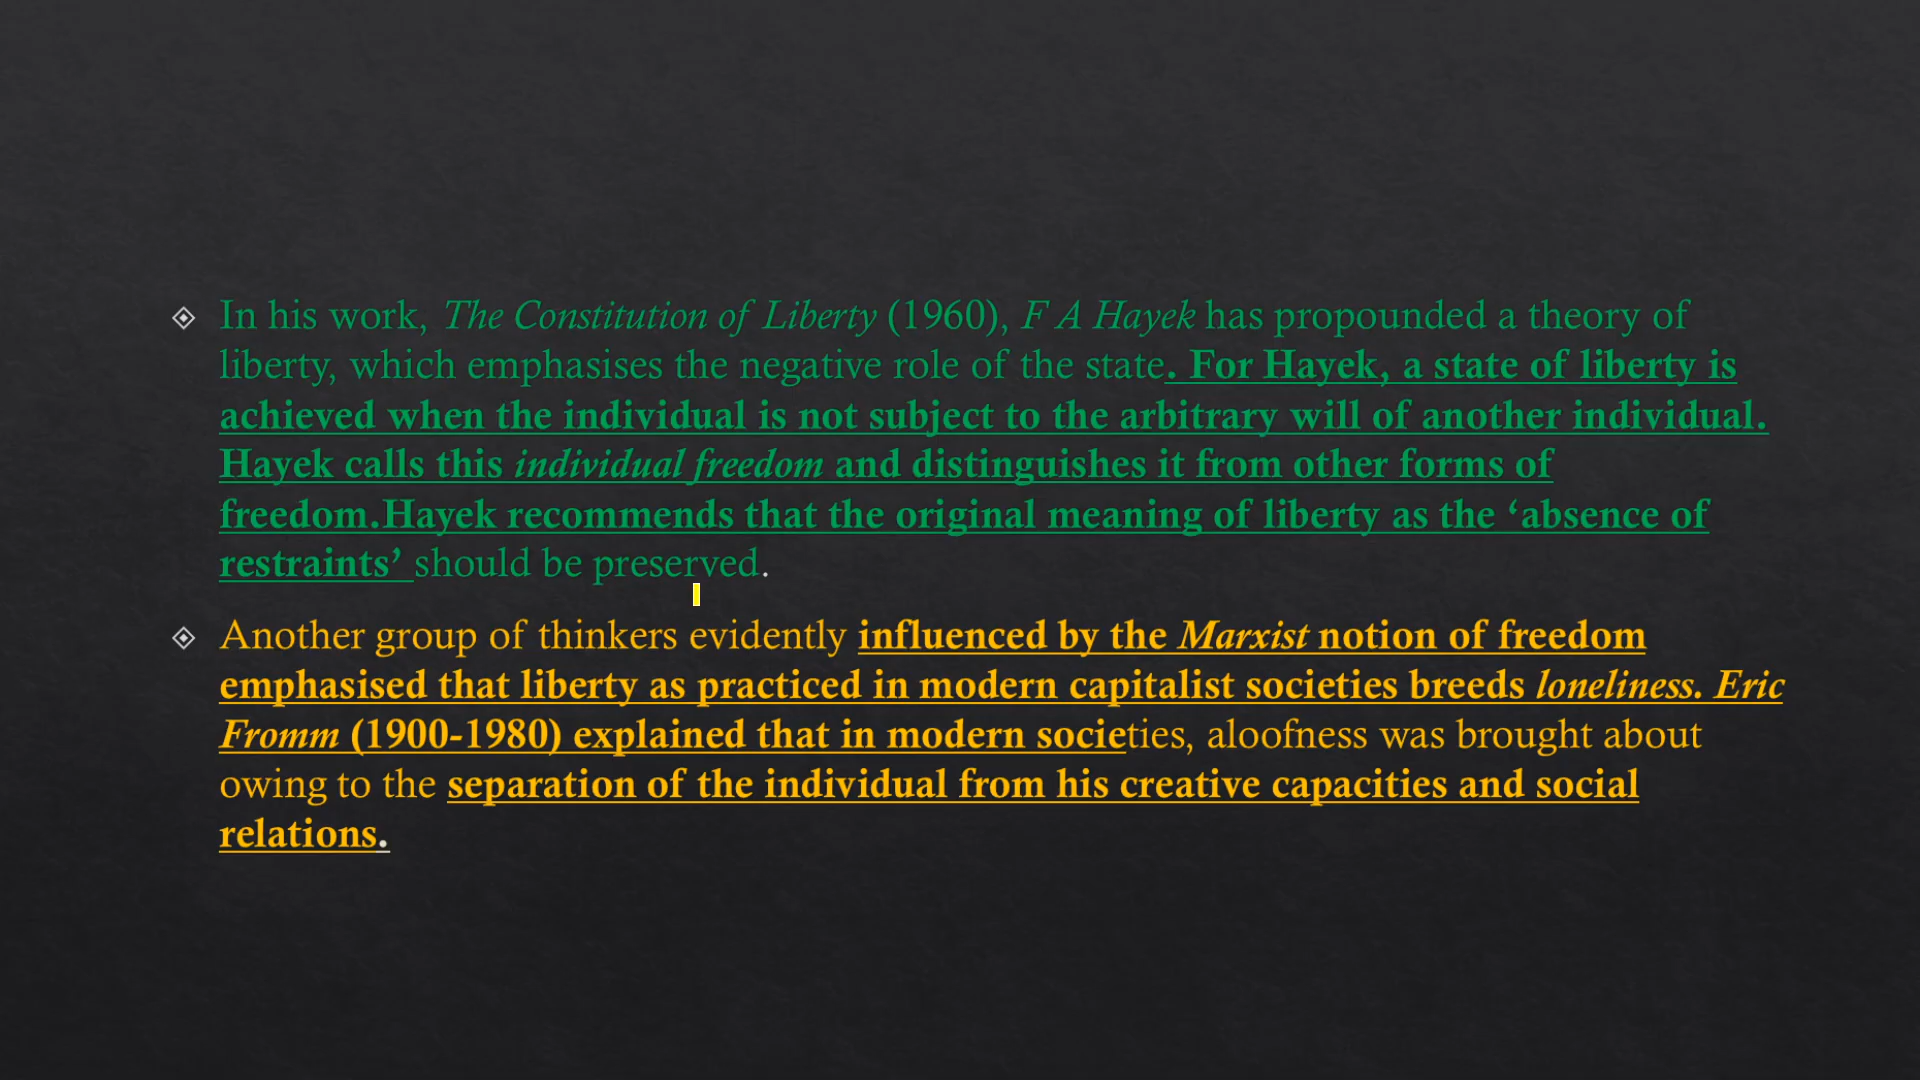 In his work, The Constitution of Liberty (1960), F A Hayek has propounded a theory of
liberty, which emphasises the negative role of the state. For Hayek, a state of liberty is
achieved when the individual is not subject to the arbitrary will of another individual.
Hayek calls this individual freedom and distinguishes it from other forms of
freedom.Hayek recommends that the original meaning of liberty as the ‘absence of
restraints’ should be preserved.
Another group of thinkers evidently influenced by the Marxist notion of freedom
emphasised that liberty as practiced in modern capitalist societies breeds loneliness. Eric
Fromm (1900-1980) explained that in modern societies, aloofness was brought about
owing to the separation of the individual from his creative capacities and social
relations.